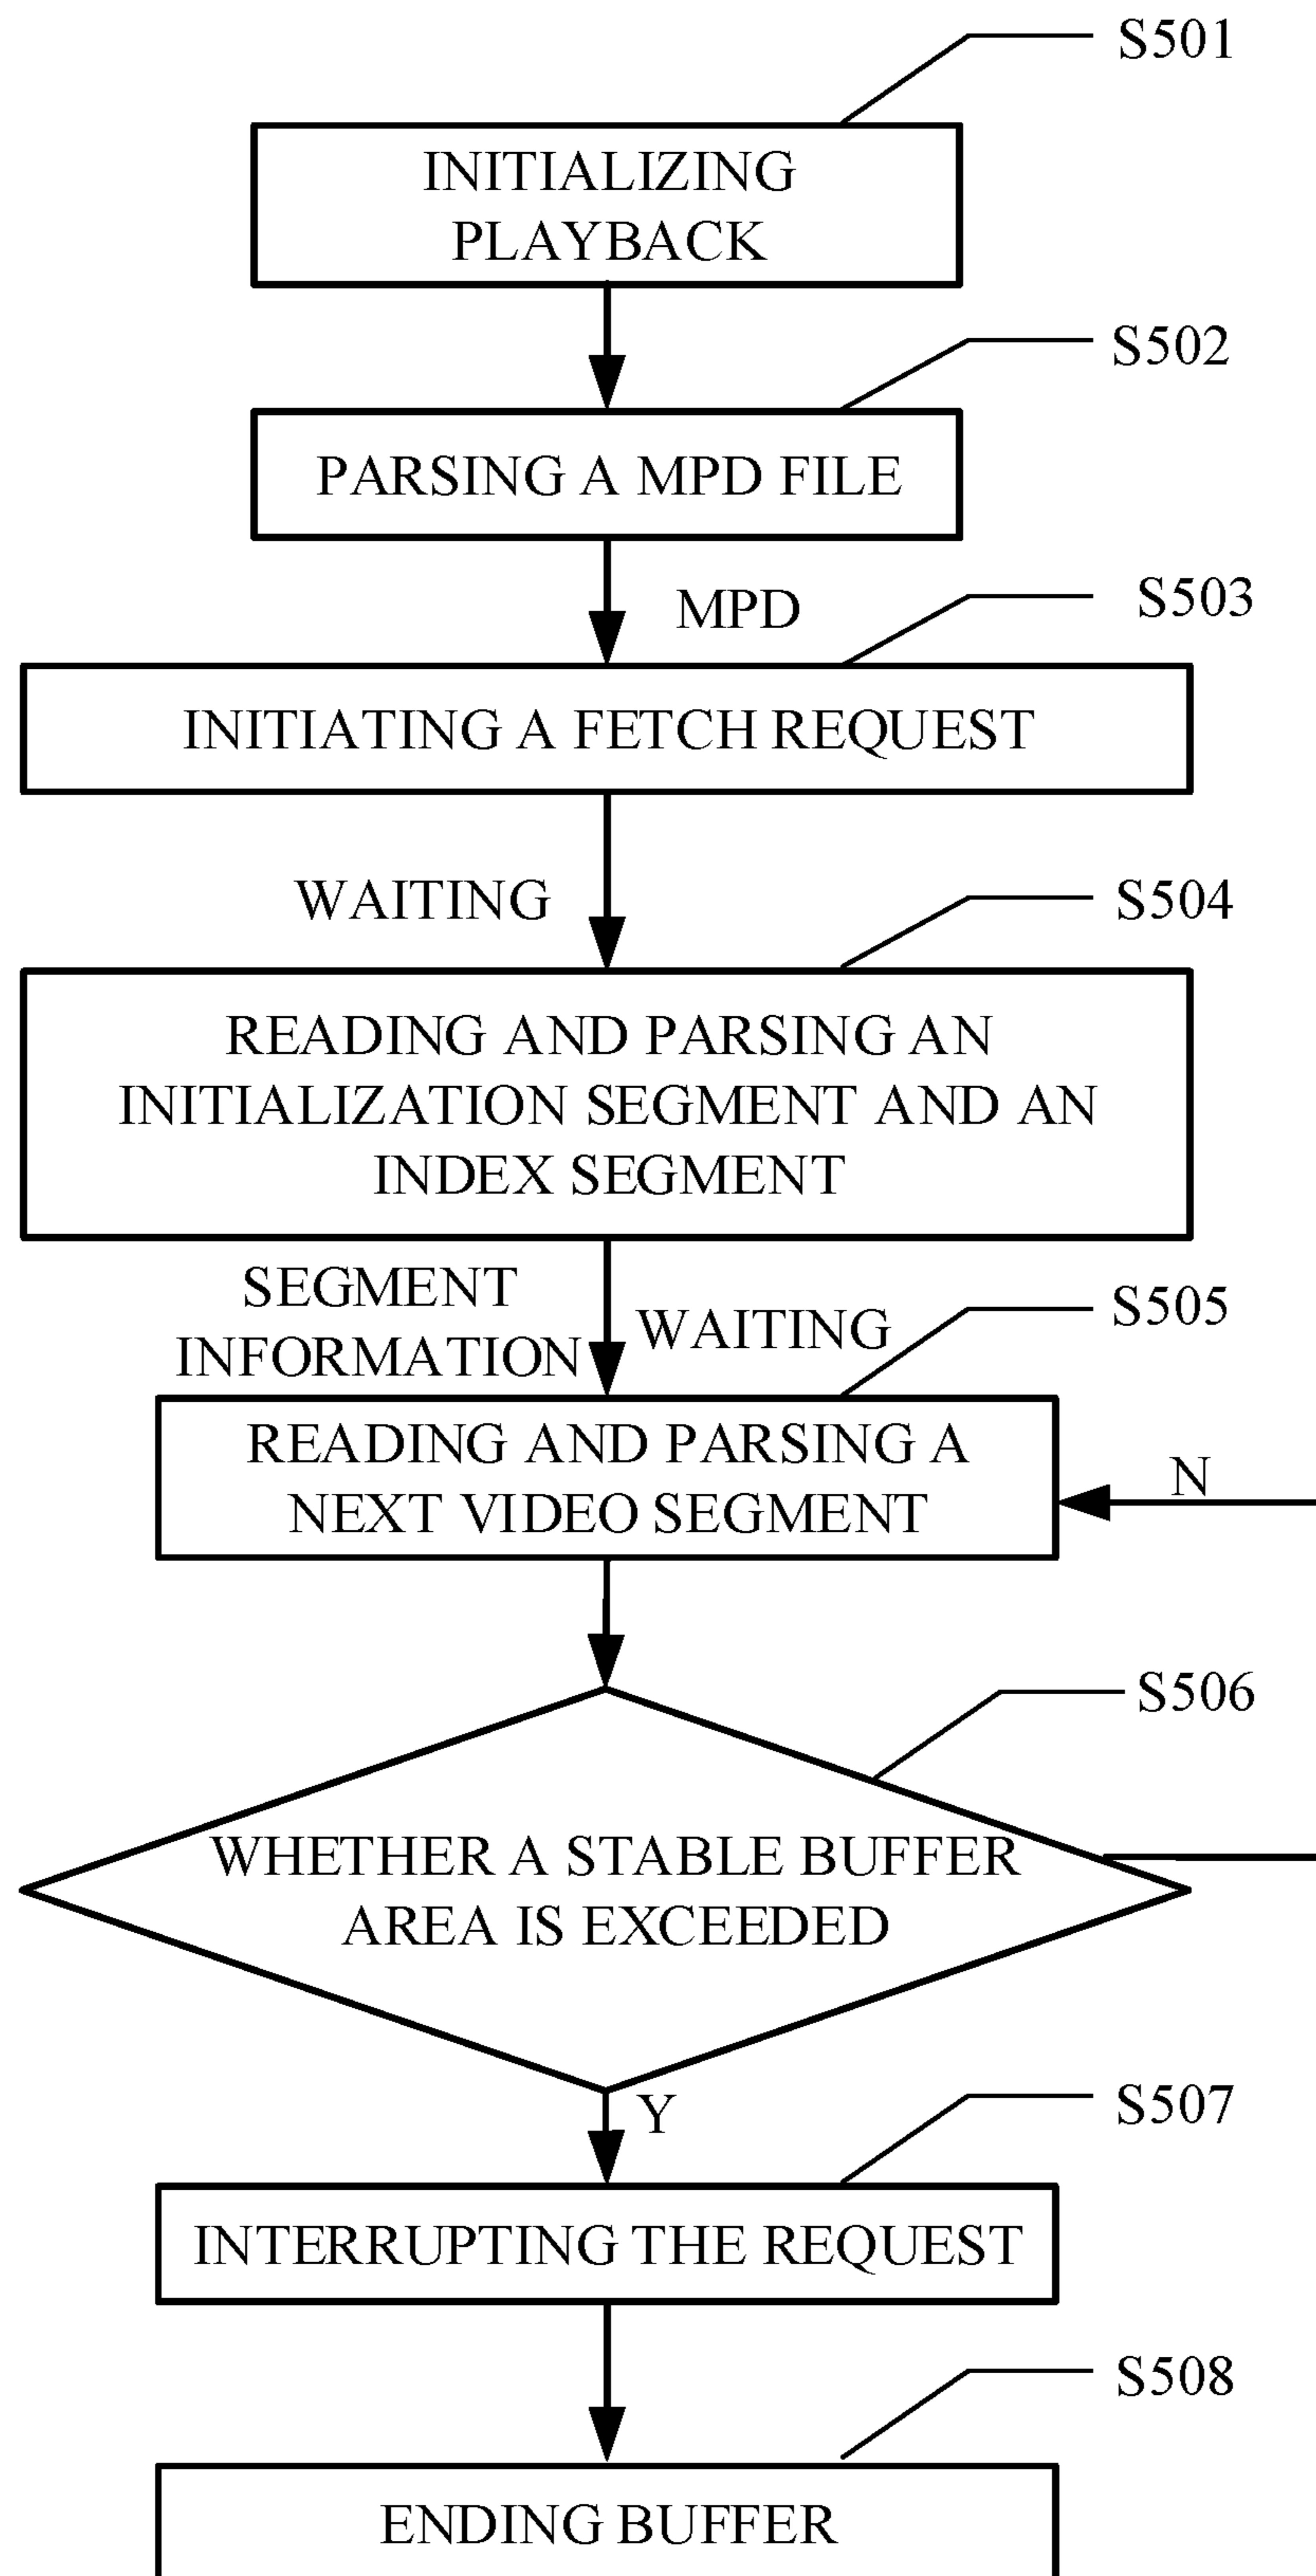 S501
INITIALIZING
PLAYBACK
S502
PARSING A MPD FILE
MPD
S503
INITIATING A FETCH REQUEST
WAITING
S504
READING AND PARSING AN
INITIALIZATION SEGMENT AND AN
INDEX SEGMENT
SEGMENT
INFORMATION
WAITING
S505
READING AND PARSING A
NEXT VIDEO SEGMENT
N
S506
WHETHER A STABLE BUFFER
AREA IS EXCEEDED
Y
S507
INTERRUPTING THE REQUEST
S508
ENDING BUFFER